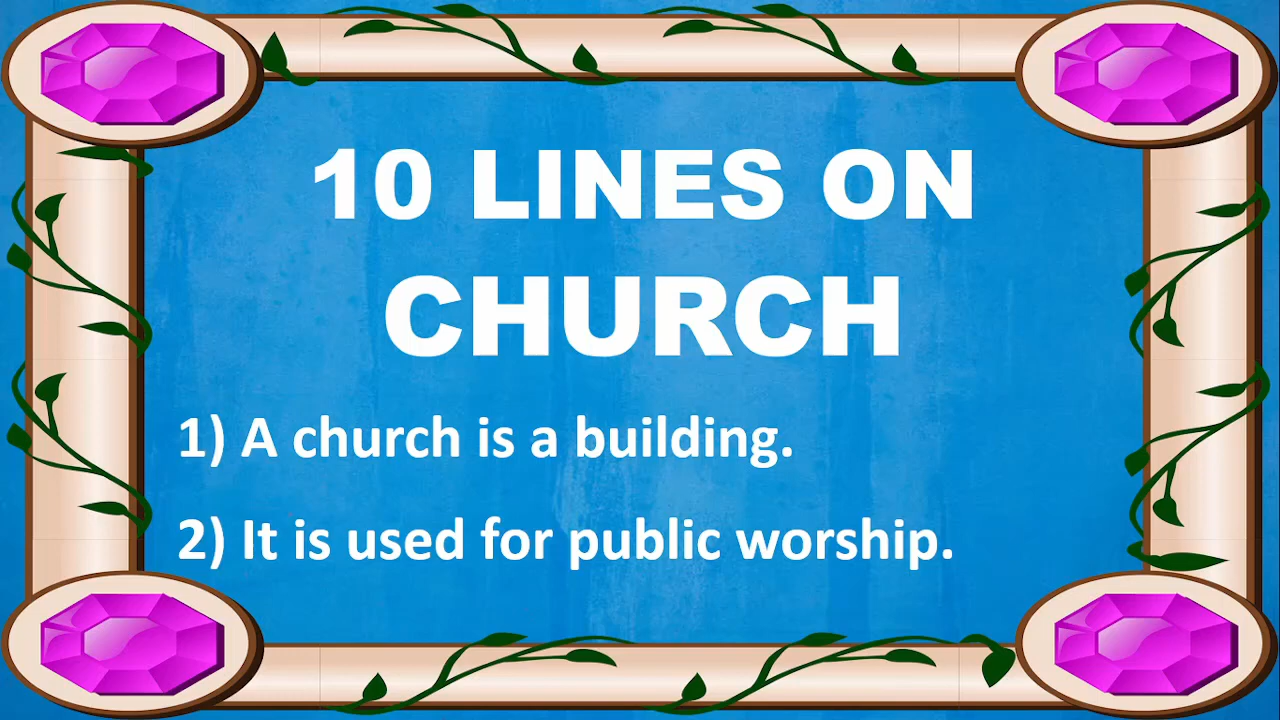 10 LINES ON
CHURCH
1) A church is a building.
2) It is used for public worship.